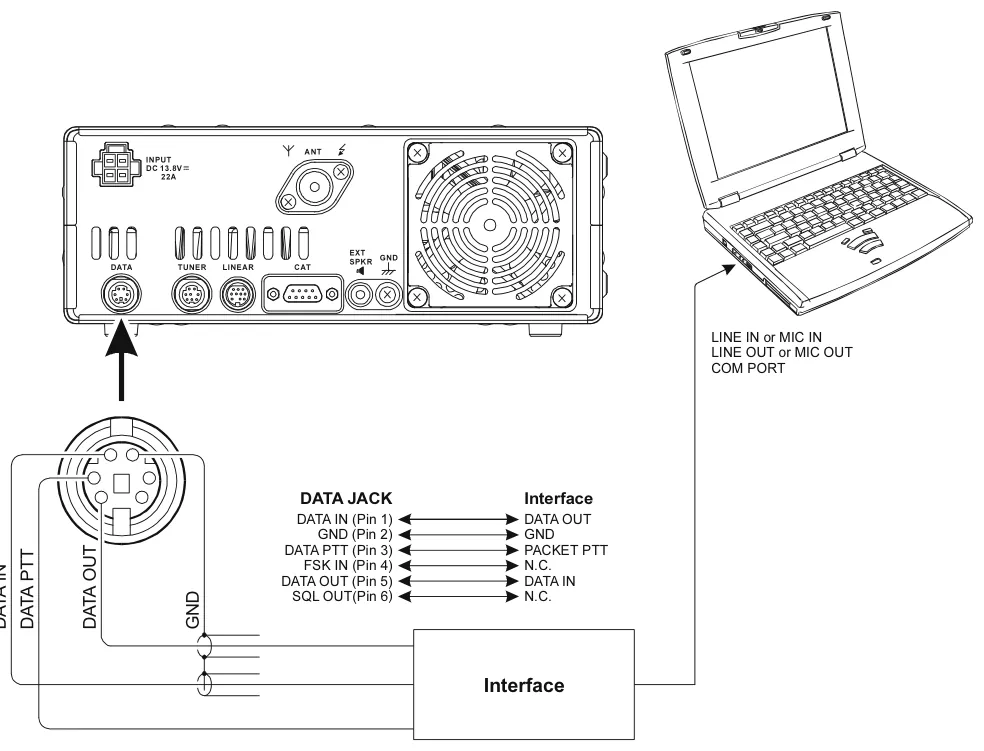 INPUT
DC 13.8V
22A
ANT
DATA
TUNER
LINEAR
CAT
EXT
SPKR
GND
LINE IN or MIC IN
LINE OUT or MIC OUT
COM PORT
DATA JACK Interface
DATA IN (Pin 1) DATA OUT
GND (Pin 2) GND
DATA PTT (Pin 3) PACKET PTT
FSK IN (Pin 4) N.C.
DATA OUT (Pin 5) DATA IN
SQL OUT(Pin 6) N.C.
DATA IN
DATA PTT
DATA OUT
GND
Interface